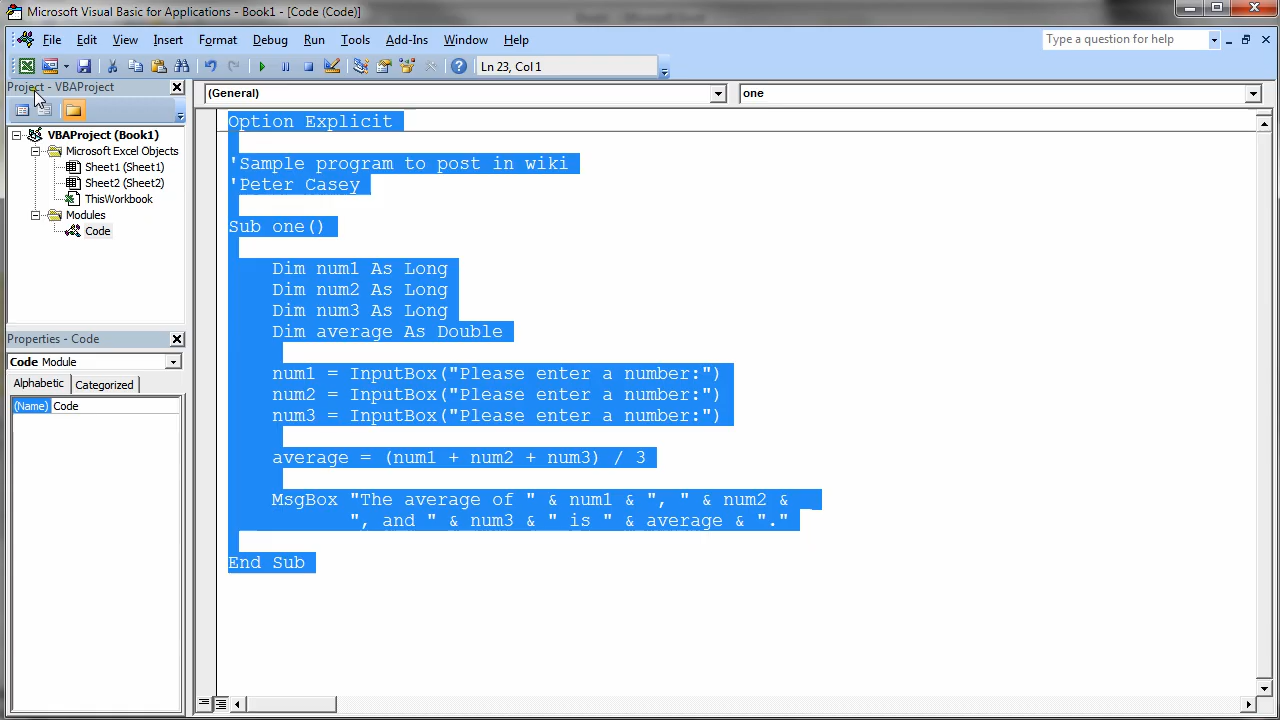 Microsoft Visual Basic for Applications - Book1 - [Code (Code)]
File Edit View Insert Format Debug Run Tools Add-Ins Window Help
Type a question for help
Ln 23, Col 1
Project - VBAProject
(General)
one
VBAProject (Book1)
Microsoft Excel Objects
Sheet1 (Sheet1)
Sheet2 (Sheet2)
ThisWorkbook
Modules
Code
Properties - Code
Code Module
Alphabetic Categorized
(Name) Code
Option Explicit
'Sample program to post in wiki
'Peter Casey
Sub one()
Dim num1 As Long
Dim num2 As Long
Dim num3 As Long
Dim average As Double
num1 = InputBox("Please enter a number:")
num2 = InputBox("Please enter a number:")
num3 = InputBox("Please enter a number:")
average = (num1 + num2 + num3) / 3
MsgBox "The average of " & num1 & ", " & num2 &
", and " & num3 & " is " & average & "."
End Sub